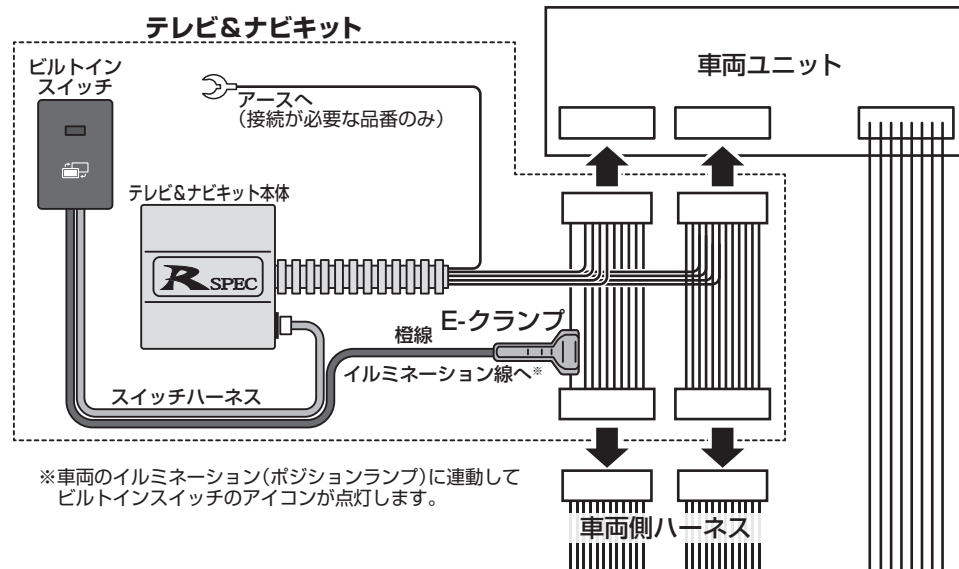 テレビ&ナビキット
ビルトイン
スイッチ
アースへ
(接続が必要な品番のみ)
車両ユニット
テレビ&ナビキット本体
R SPEC
E-クランプ
橙線
イルミネーション線へ※
スイッチハーネス
※車両のイルミネーション(ポジションランプ)に連動して
ビルトインスイッチのアイコンが点灯します。
車両側ハーネス